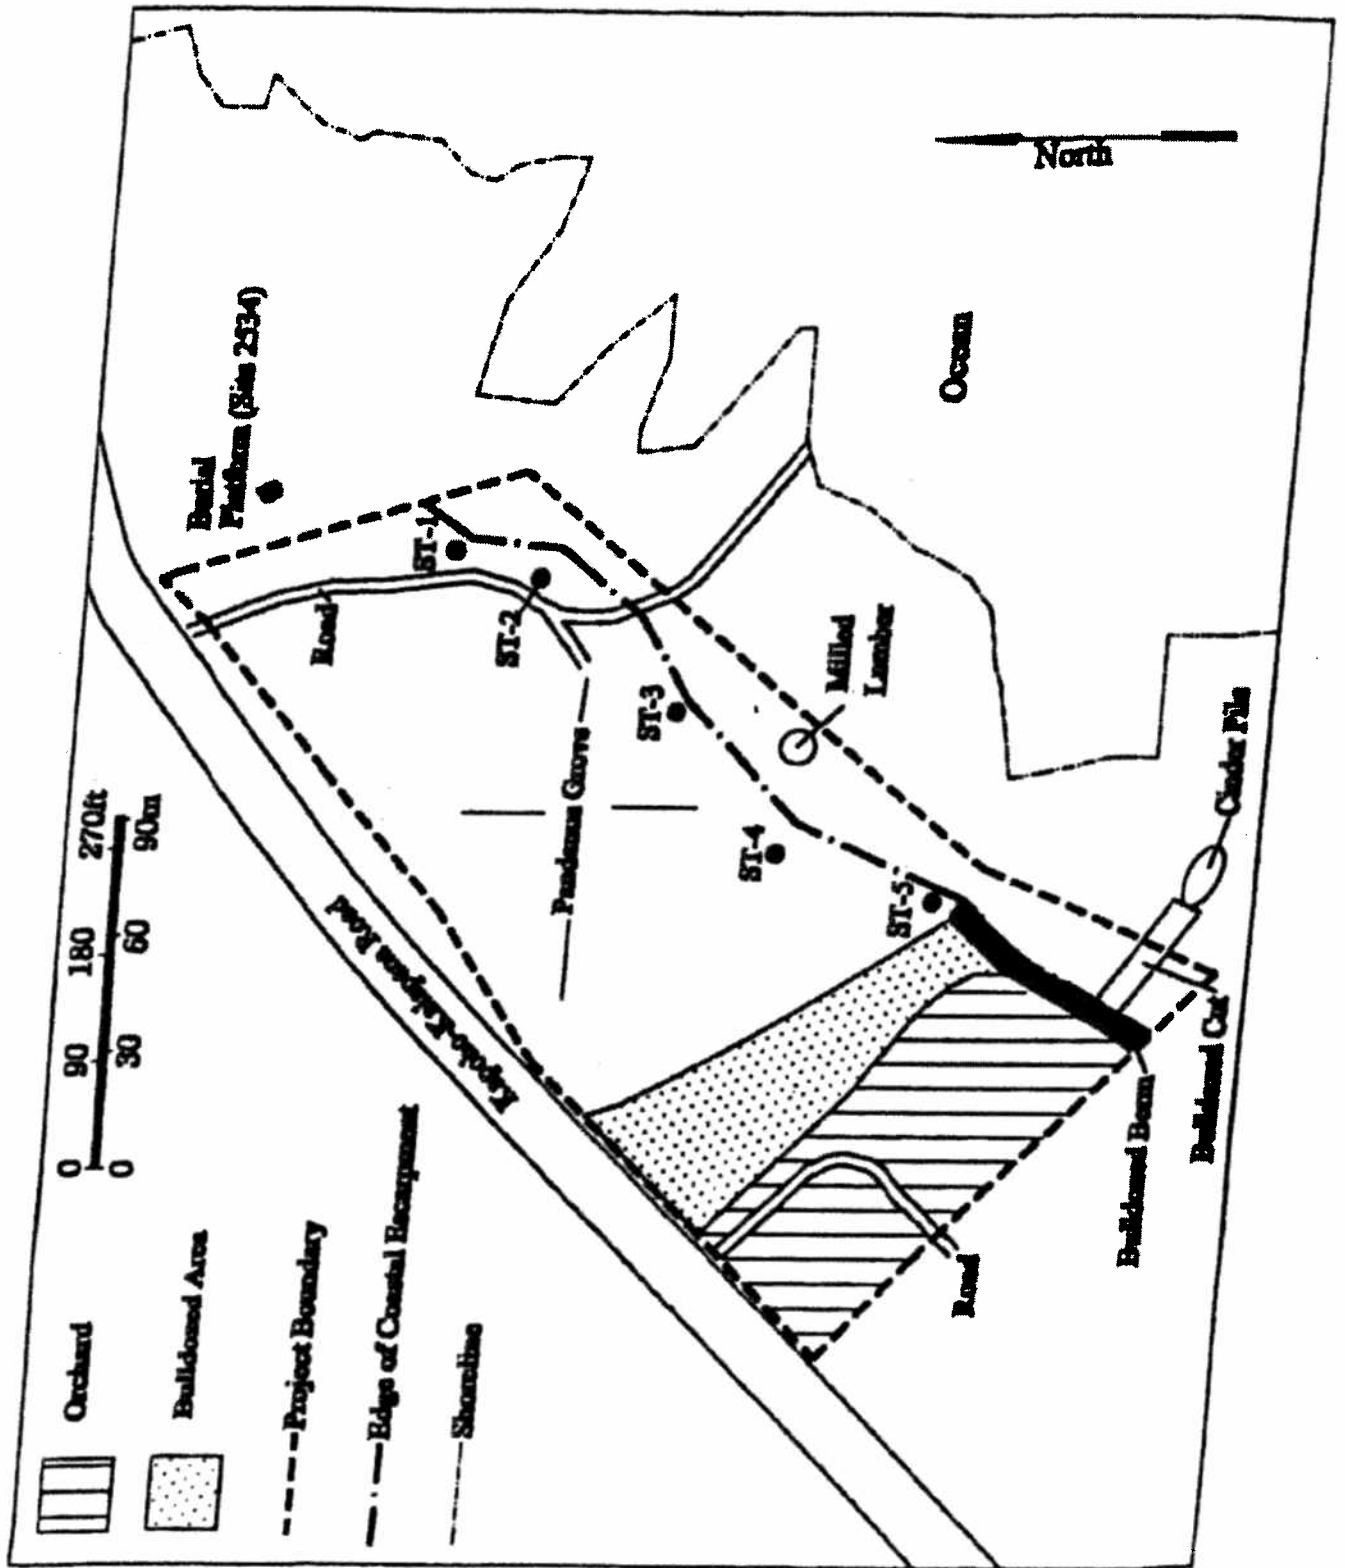 Orchard
Bulldozed Area
Project Boundary
Edge of Coastal Escarpment
Shoreline
0 90 180 270ft
0 30 60 90m
Kapoho-Kalapana Road
Burial
Platform (Site 2534)
Road
ST-1
ST-2
Pandanus Grove
ST-3
ST-4
ST-5
Milled
Lumber
Ocean
North
Road
Bulldozed Berm
Bulldozed Cut
Cinder Pile